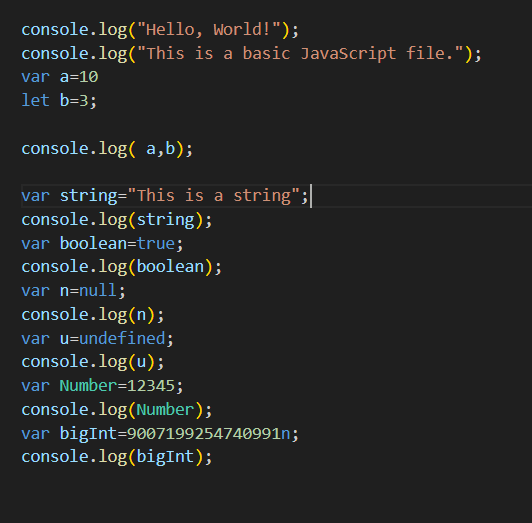 console.log("Hello, World!");
console.log("This is a basic JavaScript file.");
var a=10
let b=3;
console.log( a,b);
var string="This is a string";
console.log(string);
var boolean=true;
console.log(boolean);
var n=null;
console.log(n);
var u=undefined;
console.log(u);
var Number=12345;
console.log(Number);
var bigInt=9007199254740991n;
console.log(bigInt);